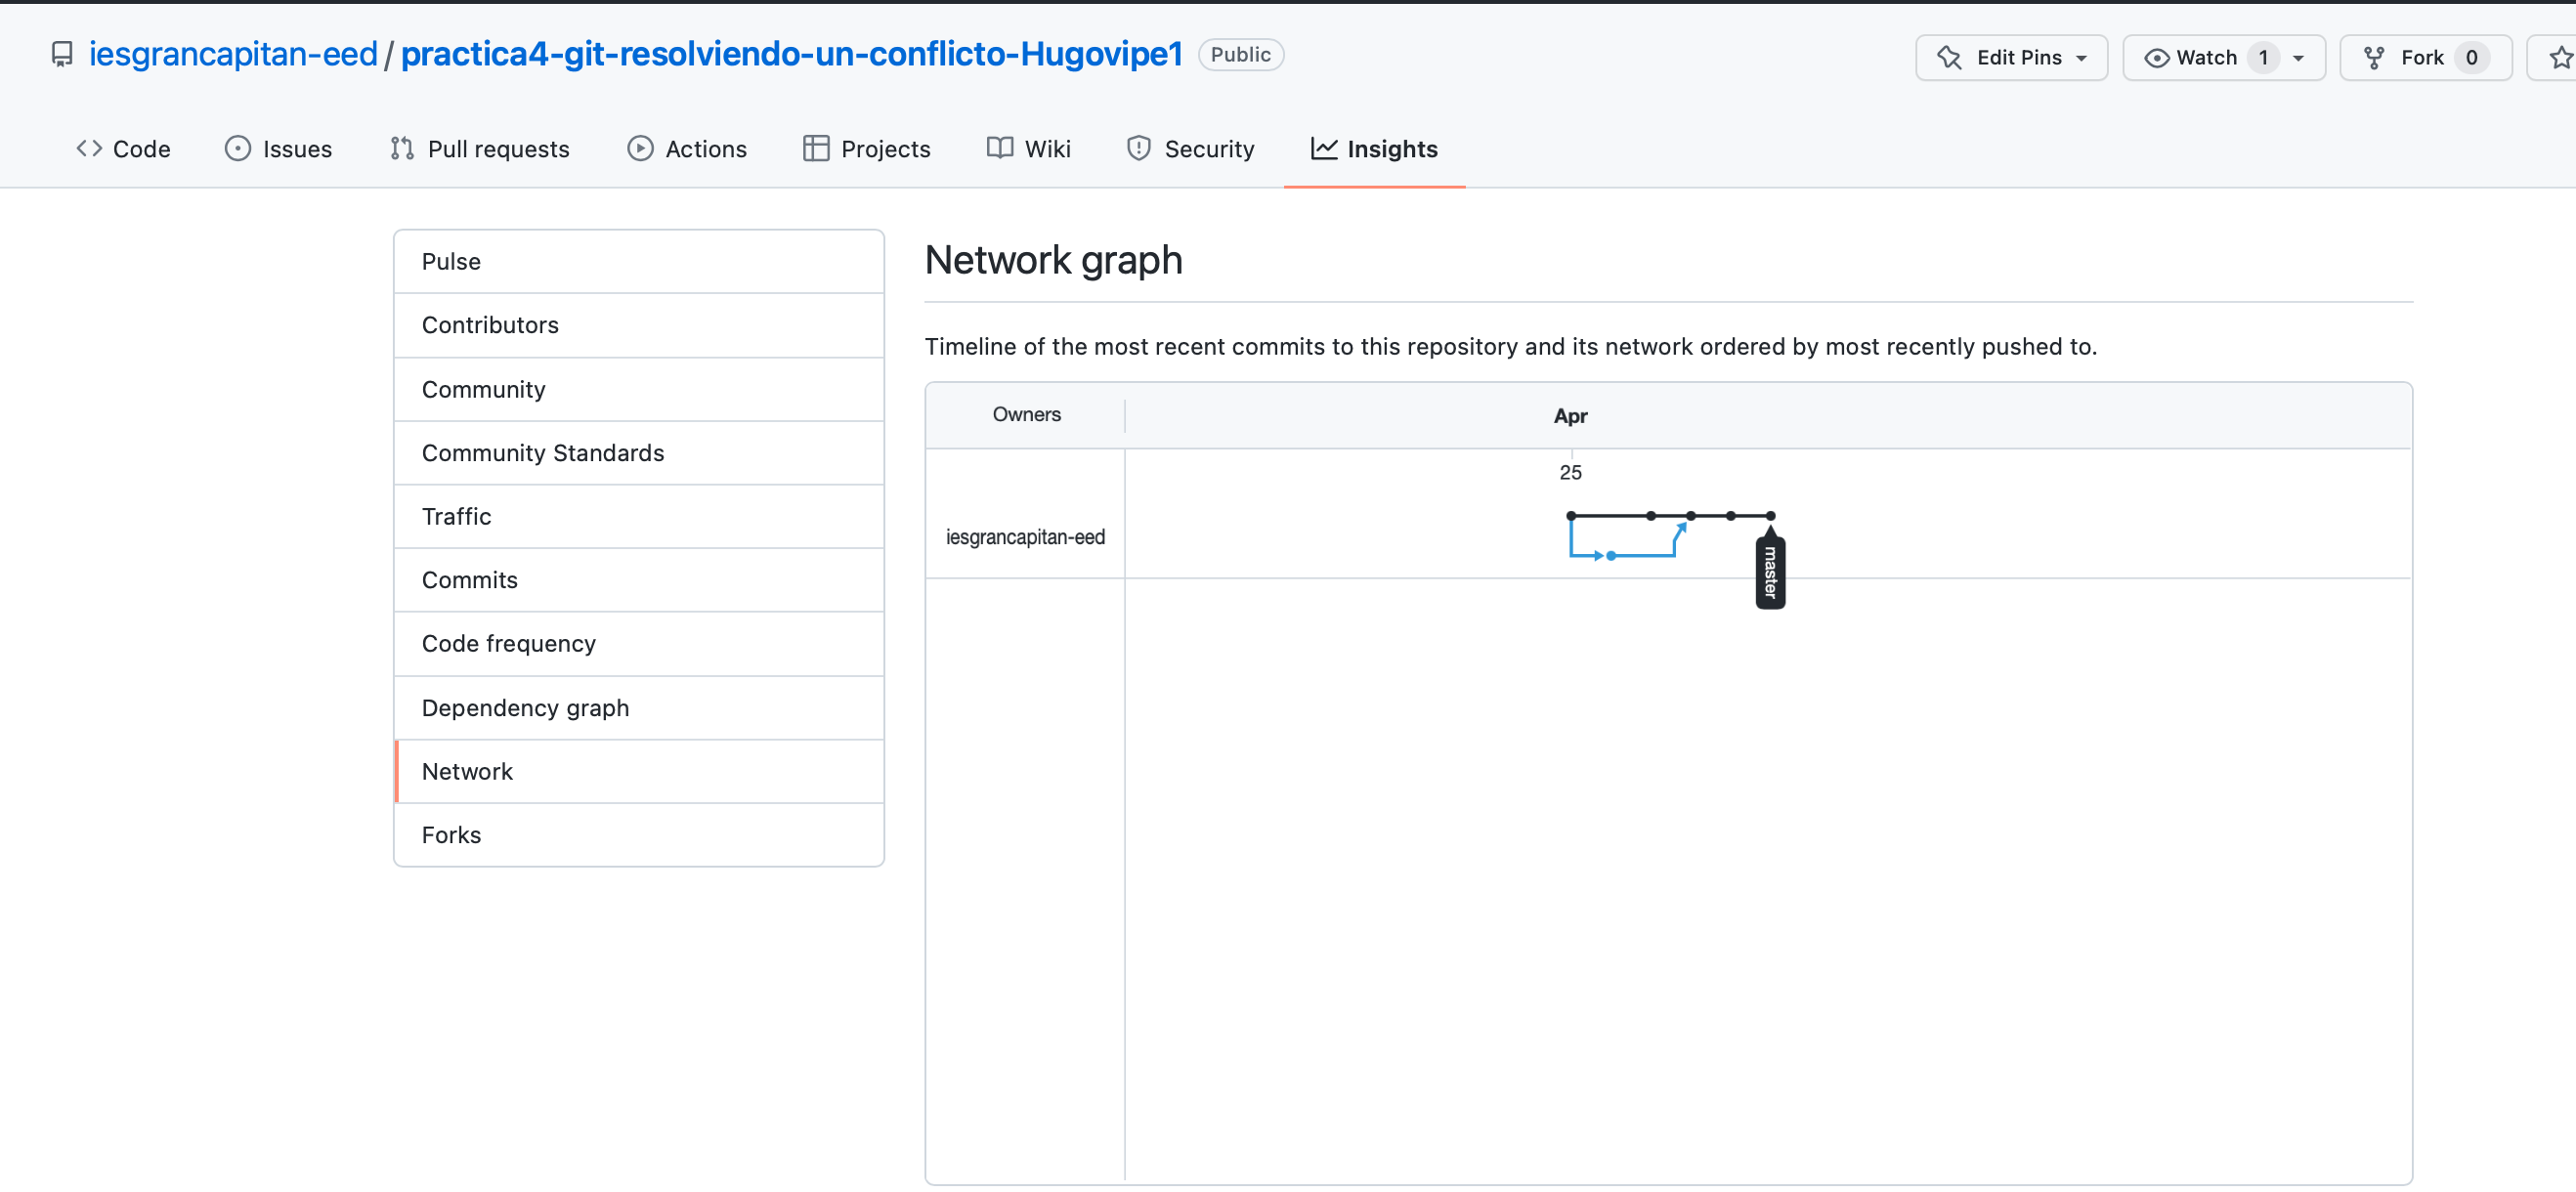 iesgrancapitan-eed / practica4-git-resolviendo-un-conflicto-Hugovipe1 Public Edit Pins Watch 1 Fork 0
Code Issues Pull requests Actions Projects Wiki Security Insights
Pulse
Contributors
Community
Community Standards
Traffic
Commits
Code frequency
Dependency graph
Network
Forks
Network graph
Timeline of the most recent commits to this repository and its network ordered by most recently pushed to.
Owners Apr
25
iesgrancapitan-eed
master